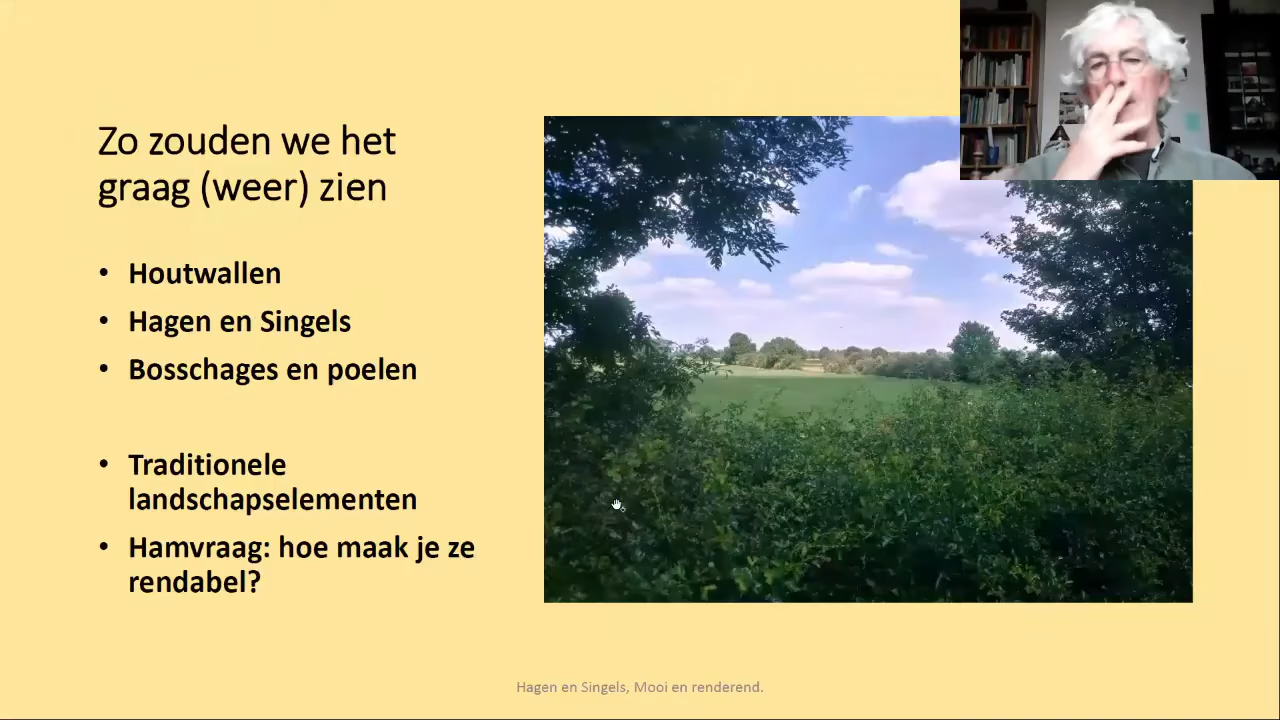 Zo zouden we het
graag (weer) zien
• Houtwallen
• Hagen en Singels
• Bosschages en poelen
• Traditionele
landschapselementen
• Hamvraag: hoe maak je ze
rendabel?
Hagen en Singels, Mooi en renderend.